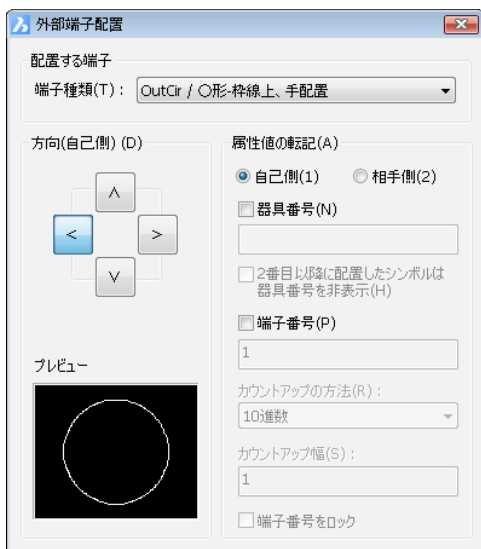 外部端子配置
配置する端子
端子種類(T)： OutCir / 〇形-枠線上、手配置
方向(自己側) (D)
^
<
>
v
プレビュー
属性値の転記(A)
自己側(1) 相手側(2)
器具番号(N)
2番目以降に配置したシンボルは
器具番号を非表示(H)
端子番号(P)
1
カウントアップの方法(R)：
10進数
カウントアップ幅(S)：
1
端子番号をロック